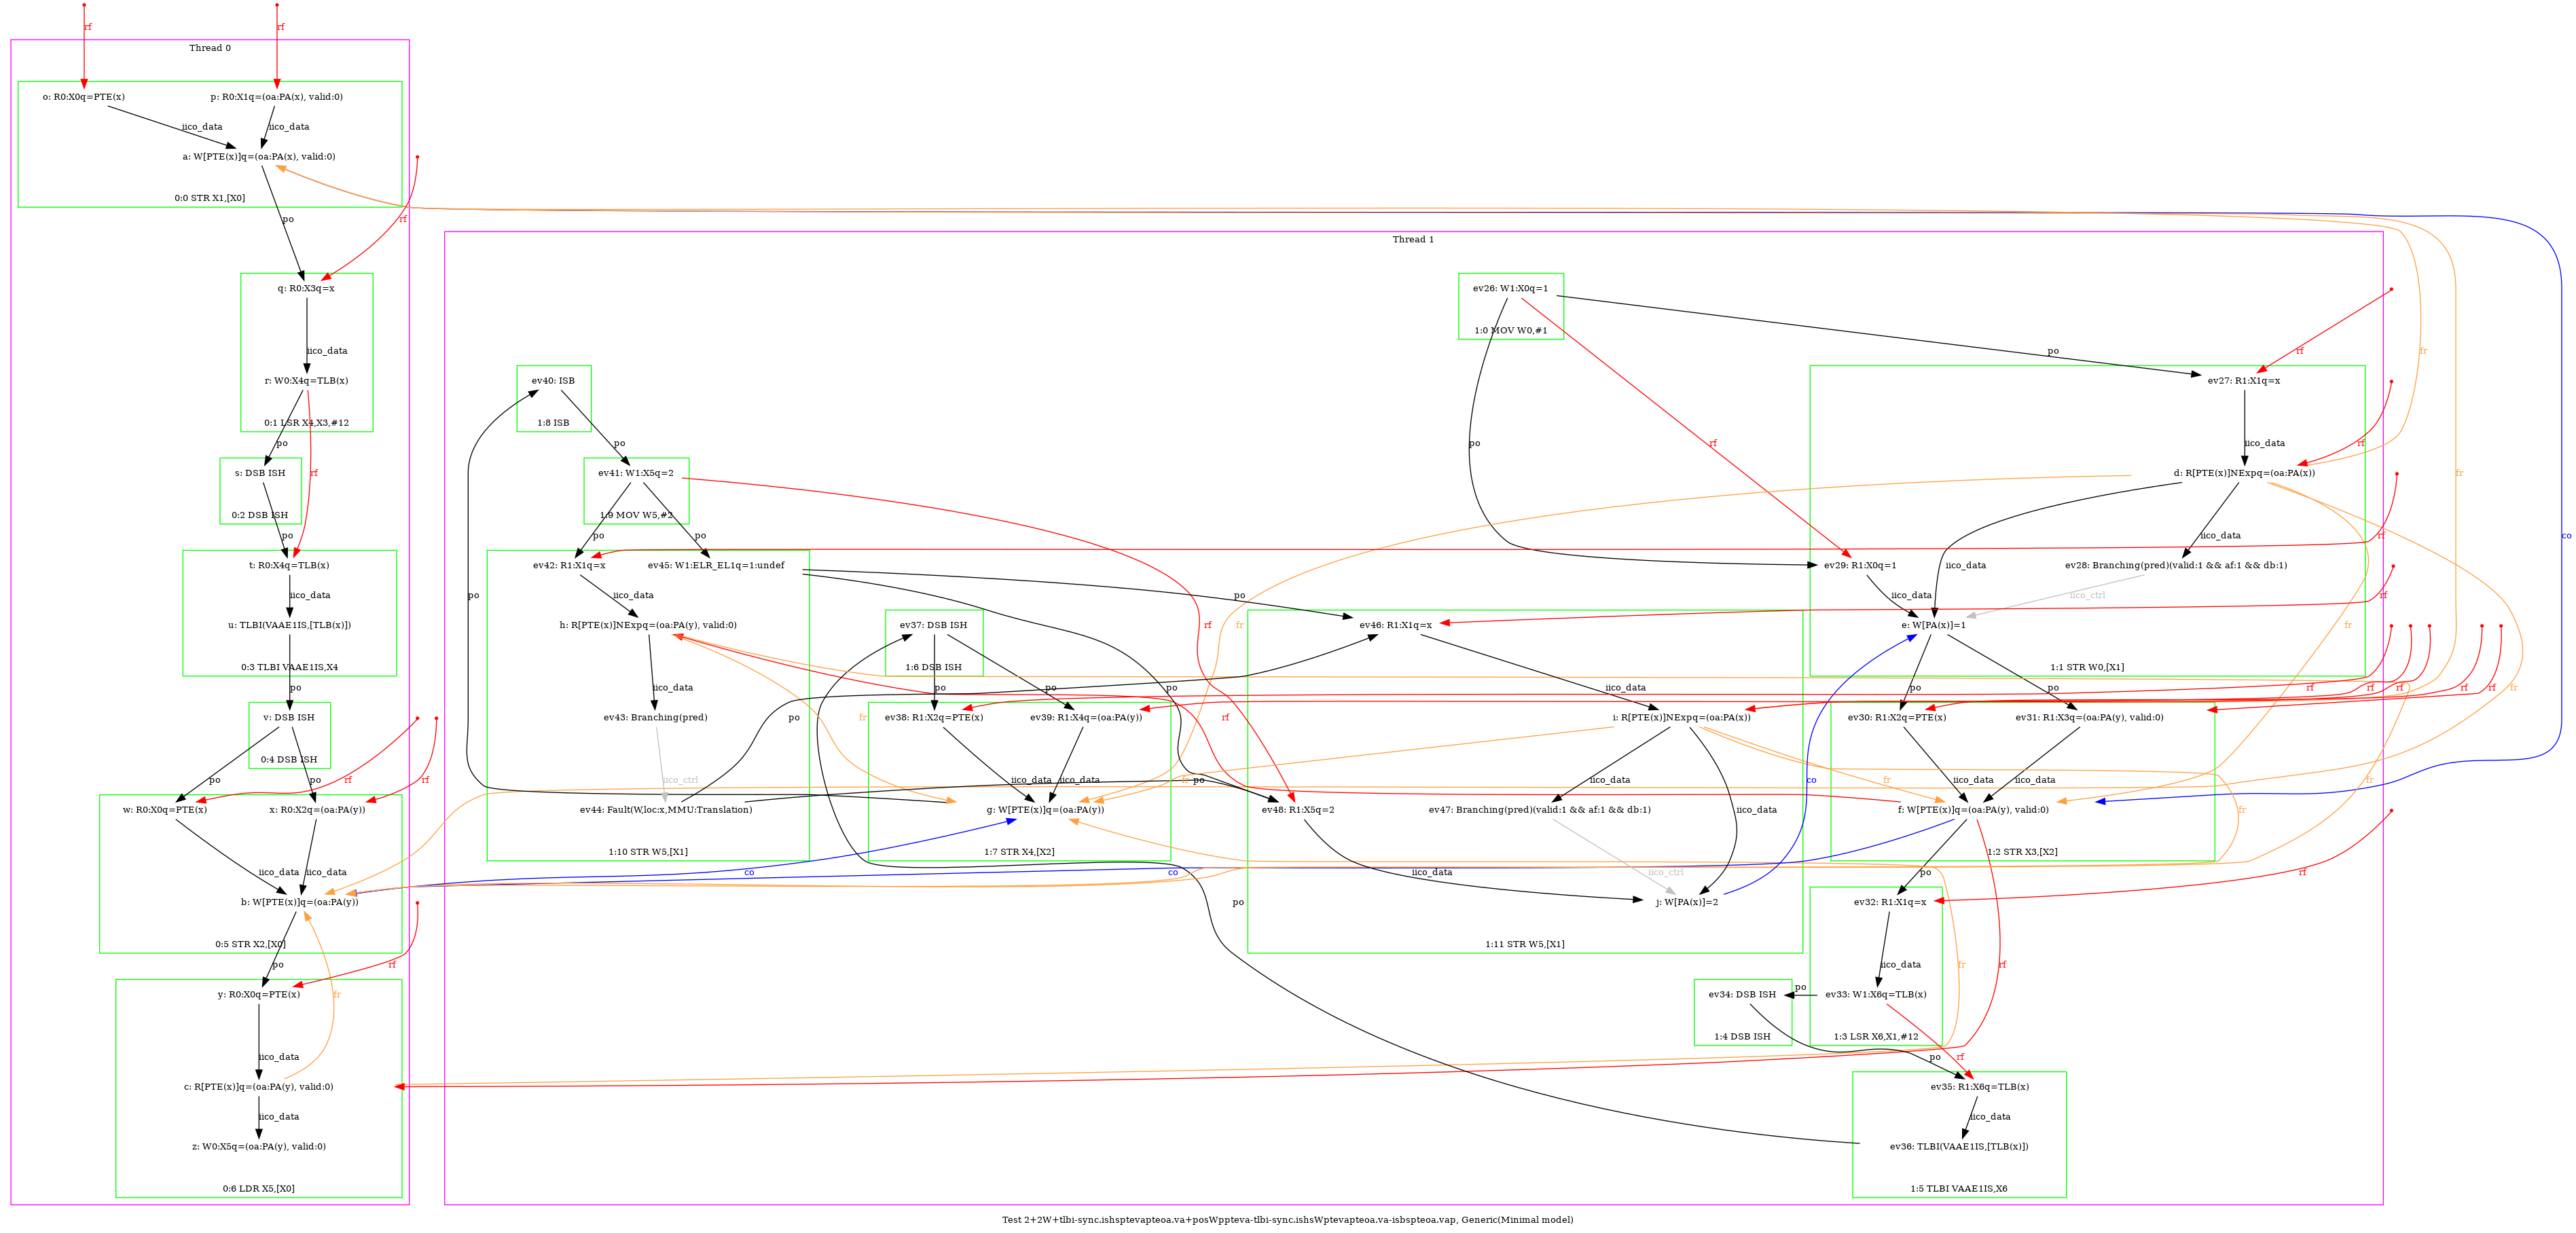 rf
rf
Thread 0
o: R0:X0q=PTE(x)
p: R0:X1q=(oa:PA(x), valid:0)
iico_data
iico_data
a: W[PTE(x)]q=(oa:PA(x), valid:0)
0:0 STR X1,[X0]
po
rf
q: R0:X3q=x
iico_data
r: W0:X4q=TLB(x)
0:1 LSR X4,X3,#12
po
rf
s: DSB ISH
0:2 DSB ISH
po
t: R0:X4q=TLB(x)
iico_data
u: TLBI(VAAE1IS,[TLB(x)])
0:3 TLBI VAAE1IS,X4
po
v: DSB ISH
0:4 DSB ISH
po
po
rf
rf
w: R0:X0q=PTE(x)
x: R0:X2q=(oa:PA(y))
iico_data
iico_data
b: W[PTE(x)]q=(oa:PA(y))
0:5 STR X2,[X0]
po
rf
y: R0:X0q=PTE(x)
fr
iico_data
c: R[PTE(x)]q=(oa:PA(y), valid:0)
iico_data
z: W0:X5q=(oa:PA(y), valid:0)
0:6 LDR X5,[X0]
Thread 1
ev26: W1:X0q=1
1:0 MOV W0,#1
po
rf
fr
ev40: ISB
1:8 ISB
ev27: R1:X1q=x
po
po
rf
iico_data
rf
fr
ev41: W1:X5q=2
1:9 MOV W5,#2
d: R[PTE(x)]NExpq=(oa:PA(x))
po
po
iico_data
iico_data
rf
co
ev42: R1:X1q=x
ev45: W1:ELR_EL1q=1:undef
ev29: R1:X0q=1
ev28: Branching(pred)(valid:1 && af:1 && db:1)
po
iico_data
po
iico_data
iico_ctrl
rf
h: R[PTE(x)]NExpq=(oa:PA(y), valid:0)
rf
ev37: DSB ISH
1:6 DSB ISH
fr
ev46: R1:X1q=x
e: W[PA(x)]=1
fr
1:1 STR W0,[X1]
iico_data
po
po
po
iico_data
po
po
rf
rf
rf
rf
rf
fr
ev43: Branching(pred)
po
fr
rf
ev38: R1:X2q=PTE(x)
ev39: R1:X4q=(oa:PA(y))
i: R[PTE(x)]NExpq=(oa:PA(x))
ev30: R1:X2q=PTE(x)
ev31: R1:X3q=(oa:PA(y), valid:0)
iico_ctrl
iico_data
iico_data
fr
po
iico_data
co
iico_data
fr
iico_data
iico_data
fr
ev44: Fault(W,loc:x,MMU:Translation)
g: W[PTE(x)]q=(oa:PA(y))
ev48: R1:X5q=2
ev47: Branching(pred)(valid:1 && af:1 && db:1)
f: W[PTE(x)]q=(oa:PA(y), valid:0)
fr
1:10 STR W5,[X1]
1:7 STR X4,[X2]
1:2 STR X3,[X2]
co
co
iico_data
iico_ctrl
po
rf
j: W[PA(x)]=2
ev32: R1:X1q=x
po
1:11 STR W5,[X1]
fr
iico_data
rf
ev34: DSB ISH
po
ev33: W1:X6q=TLB(x)
1:4 DSB ISH
1:3 LSR X6,X1,#12
po
rf
ev35: R1:X6q=TLB(x)
iico_data
ev36: TLBI(VAAE1IS,[TLB(x)])
1:5 TLBI VAAE1IS,X6
Test 2+2W+tlbi-sync.ishsptevapteoa.va+posWppteva-tlbi-sync.ishsWptevapteoa.va-isbspteoa.vap, Generic(Minimal model)